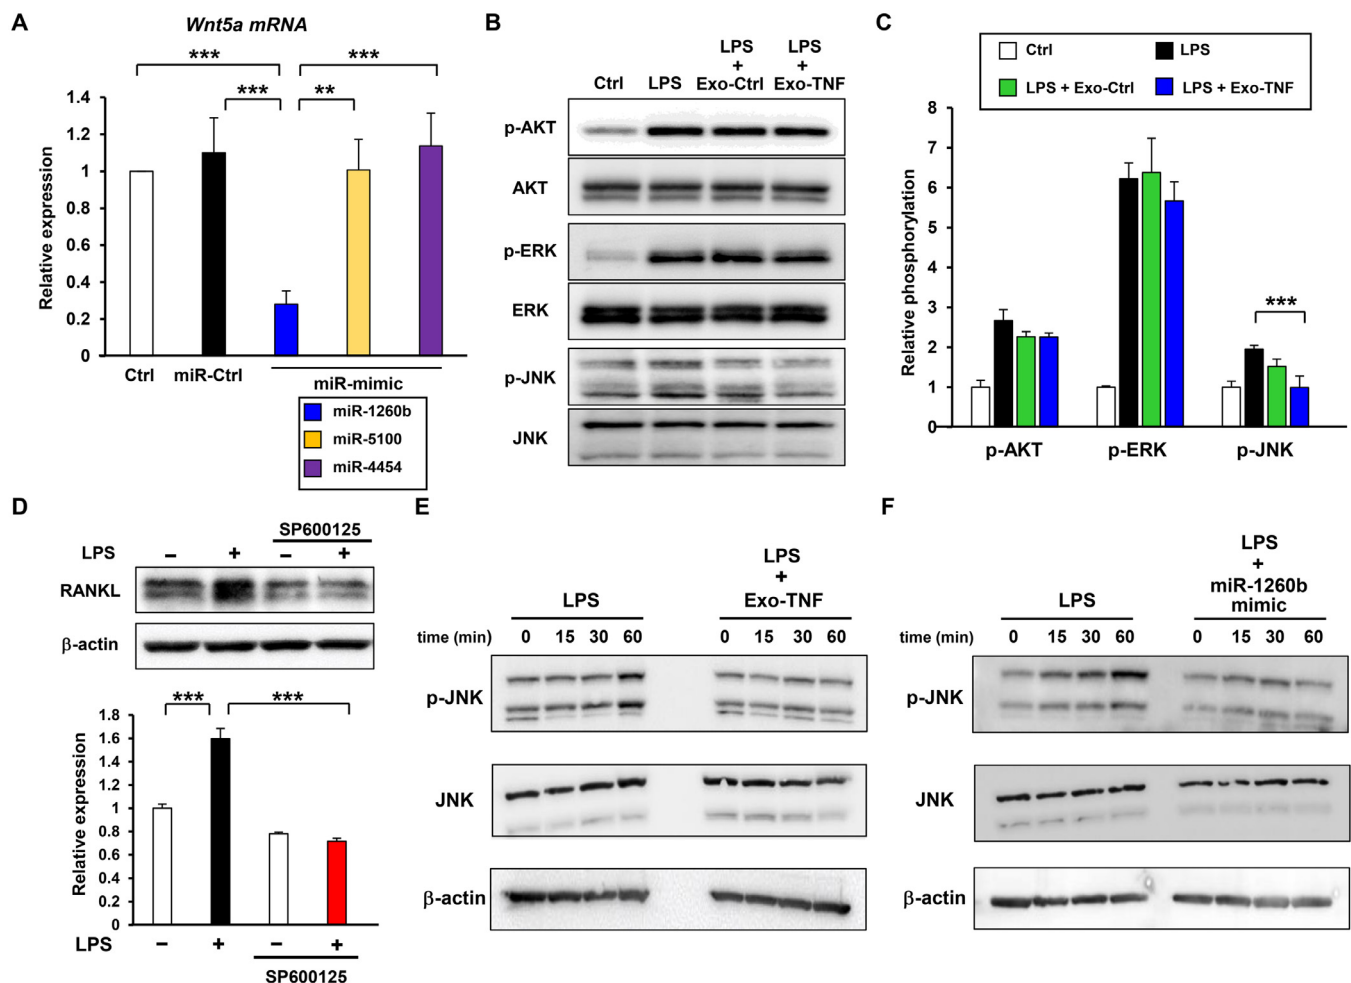 A
Wnt5a mRNA
***
***
***
**
Relative expression
1.4
1.2
1
0.8
0.6
0.4
0.2
0
Ctrl
miR-Ctrl
miR-mimic
miR-1260b
miR-5100
miR-4454
B
Ctrl
LPS
LPS
+
Exo-Ctrl
LPS
+
Exo-TNF
p-AKT
AKT
p-ERK
ERK
p-JNK
JNK
C
Ctrl
LPS
LPS + Exo-Ctrl
LPS + Exo-TNF
Relative phosphorylation
8
7
6
5
4
3
2
1
0
***
p-AKT
p-ERK
p-JNK
D
SP600125
LPS
–
+
–
+
RANKL
β-actin
***
***
Relative expression
1.8
1.6
1.4
1.2
1
0.8
0.6
0.4
0.2
0
LPS
–
+
–
+
SP600125
E
LPS
LPS
+
Exo-TNF
time (min)
0 15 30 60
0 15 30 60
p-JNK
JNK
β-actin
F
LPS
LPS
+
miR-1260b
mimic
time (min)
0 15 30 60
0 15 30 60
p-JNK
JNK
β-actin